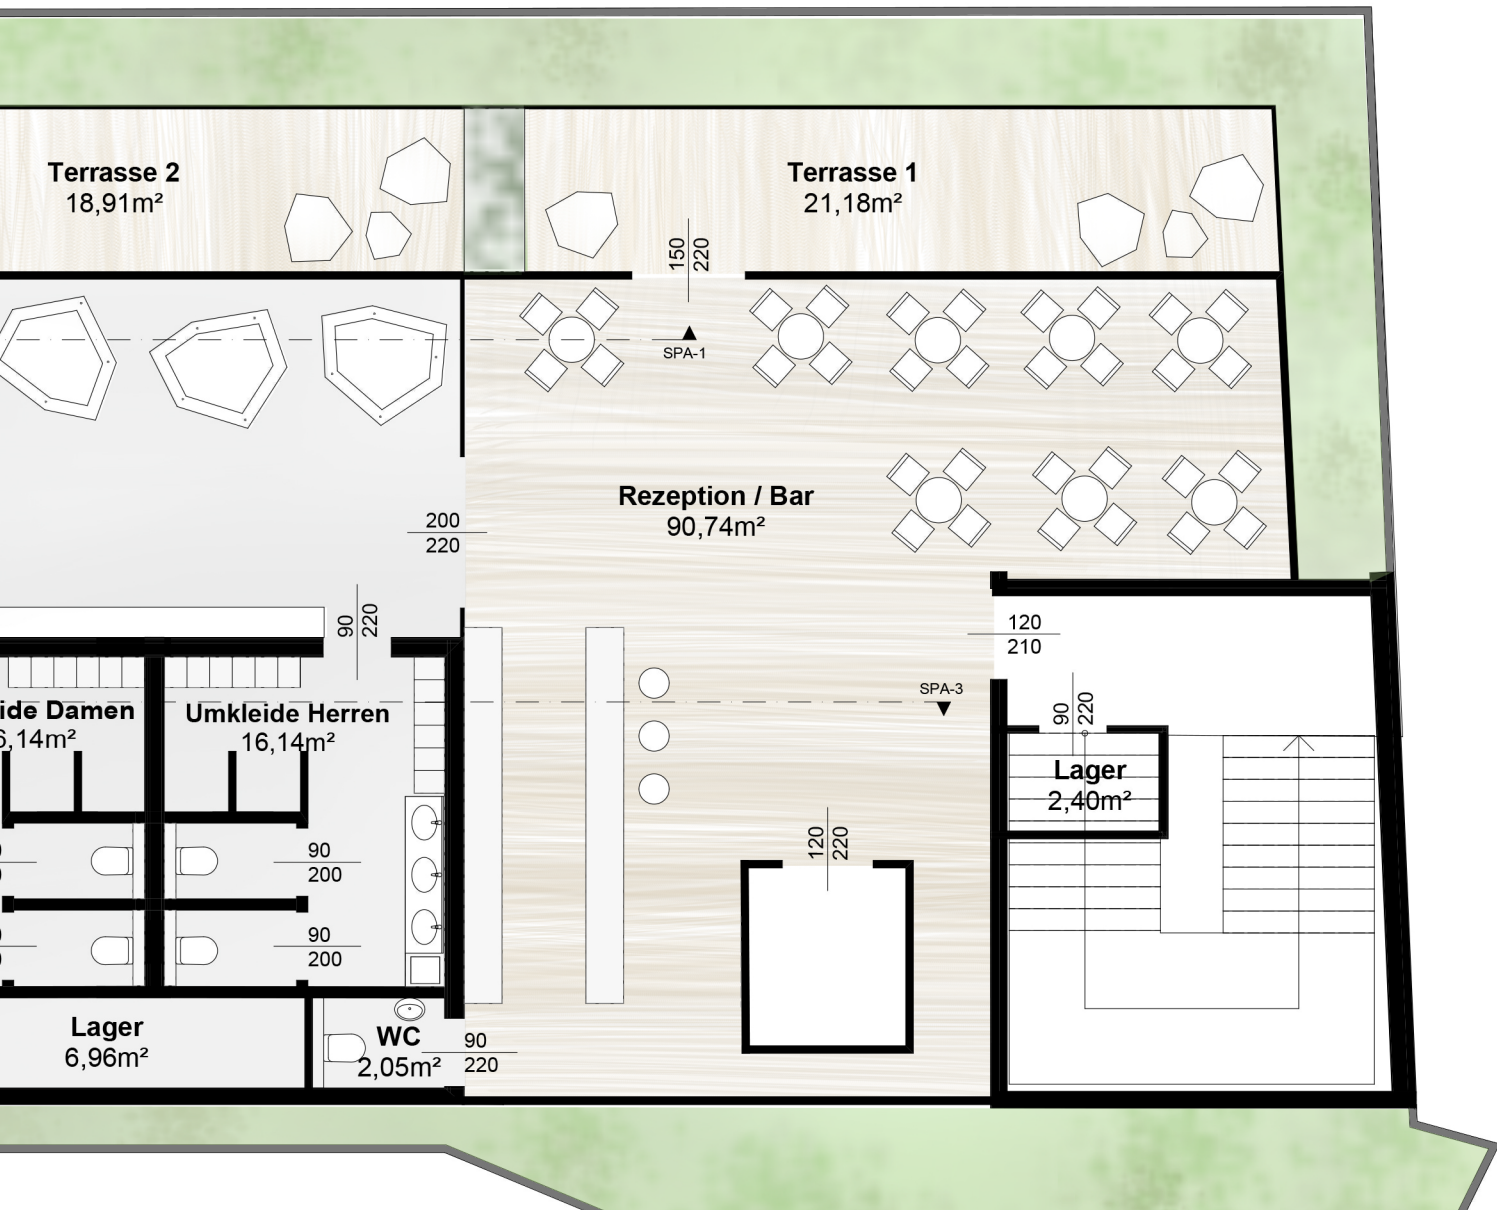 Terrasse 2
18,91m²
Terrasse 1
21,18m²
150
220
SPA-1
Rezeption / Bar
90,74m²
200
220
90
220
120
210
SPA-3
ide Damen
6,14m²
Umkleide Herren
16,14m²
90
220
Lager
2,40m²
120
220
90
200
90
200
Lager
6,96m²
WC
2,05m²
90
220